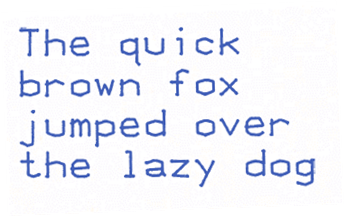 The quick
brown fox
jumped over
the lazy dog